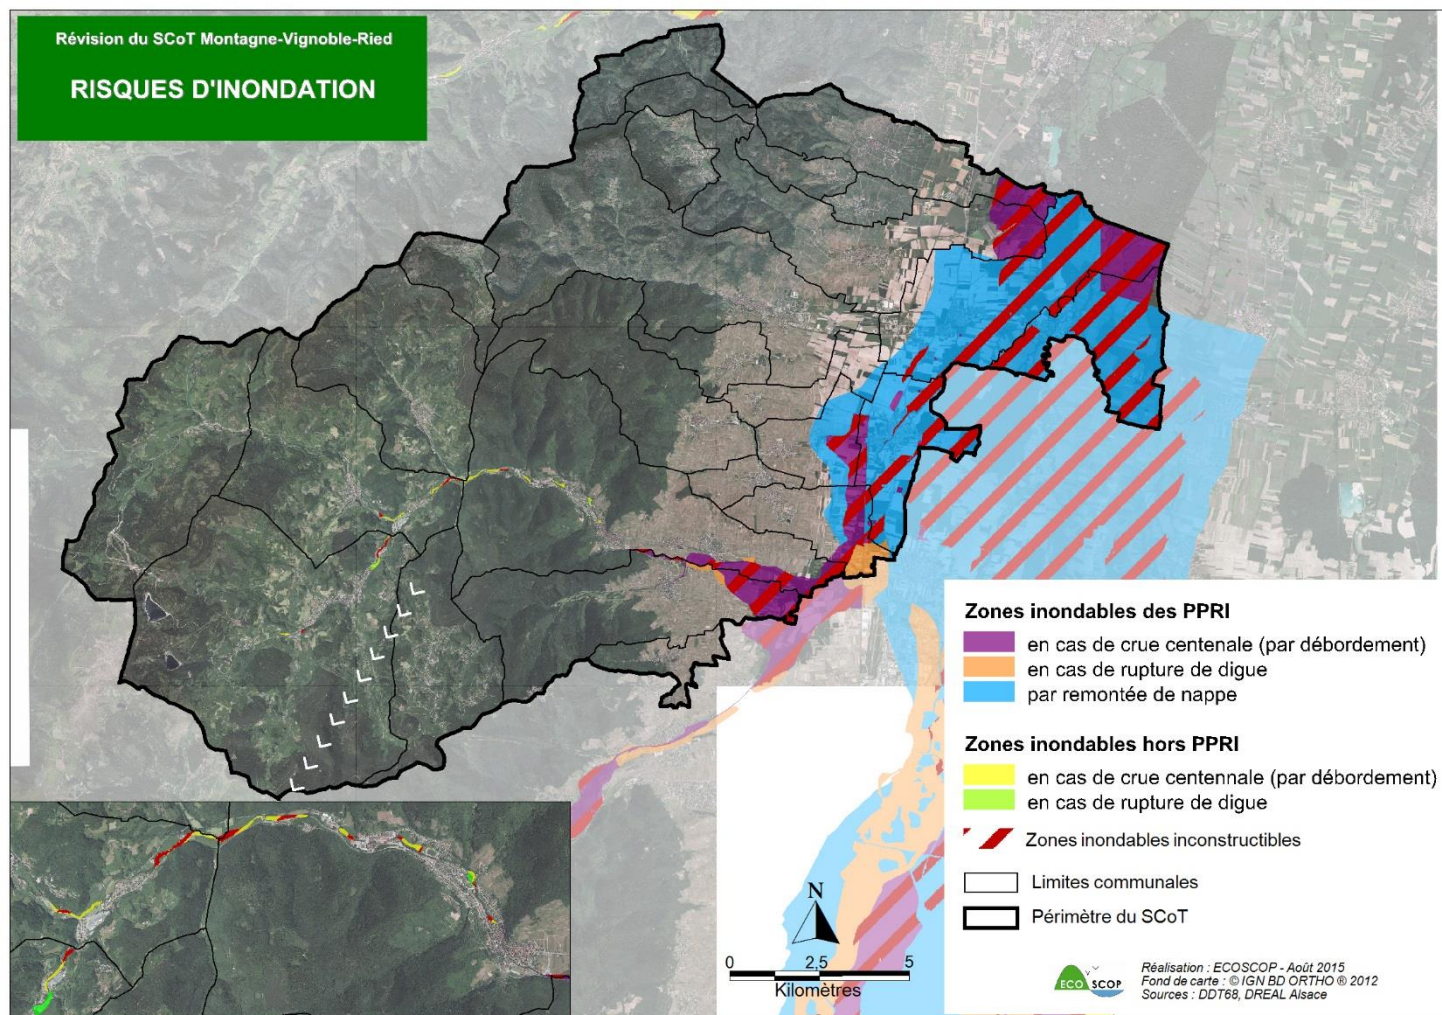 Révision du SCoT Montagne-Vignoble-Ried
RISQUES D'INONDATION
Zones inondables des PPRI
en cas de crue centenale (par débordement)
en cas de rupture de digue
par remontée de nappe
Zones inondables hors PPRI
en cas de crue centennale (par débordement)
en cas de rupture de digue
Zones inondables inconstructibles
Limites communales
Périmètre du SCoT
N
0 2,5 5
Kilomètres
ECO SCOP
Réalisation : ECOSCOP - Août 2015
Fond de carte : © IGN BD ORTHO ® 2012
Sources : DDT68, DREAL Alsace